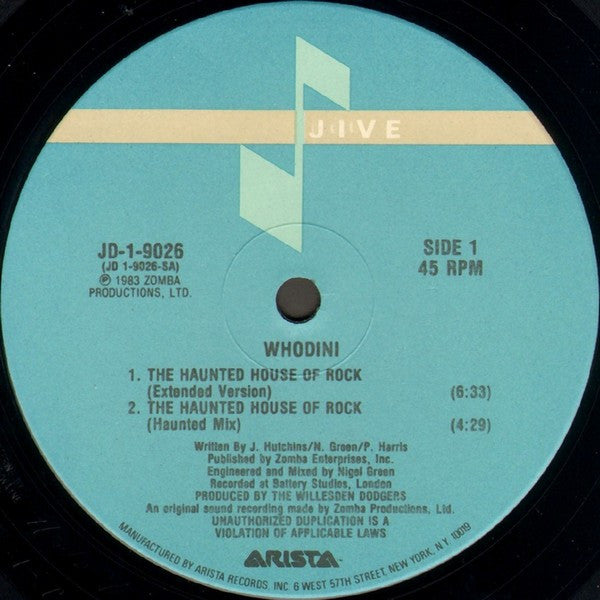 JIVE
JD-1-9026
(JD 1-9026-SA)
℗ 1983 ZOMBA
PRODUCTIONS, LTD.
SIDE 1
45 RPM
WHODINI
1. THE HAUNTED HOUSE OF ROCK
(Extended Version) (6:33)
2. THE HAUNTED HOUSE OF ROCK
(Haunted Mix) (4:29)
Written By J. Hutchins/N. Green/P. Harris
Published by Zomba Enterprises, Inc.
Engineered and Mixed by Nigel Green
Recorded at Battery Studios, London
PRODUCED BY THE WILLESDEN DODGERS
An original sound recording made by Zomba Productions, Ltd.
UNAUTHORIZED DUPLICATION IS A
VIOLATION OF APPLICABLE LAWS
ARISTA™
MANUFACTURED BY ARISTA RECORDS, INC. 6 WEST 57TH STREET, NEW YORK, N.Y. 10019